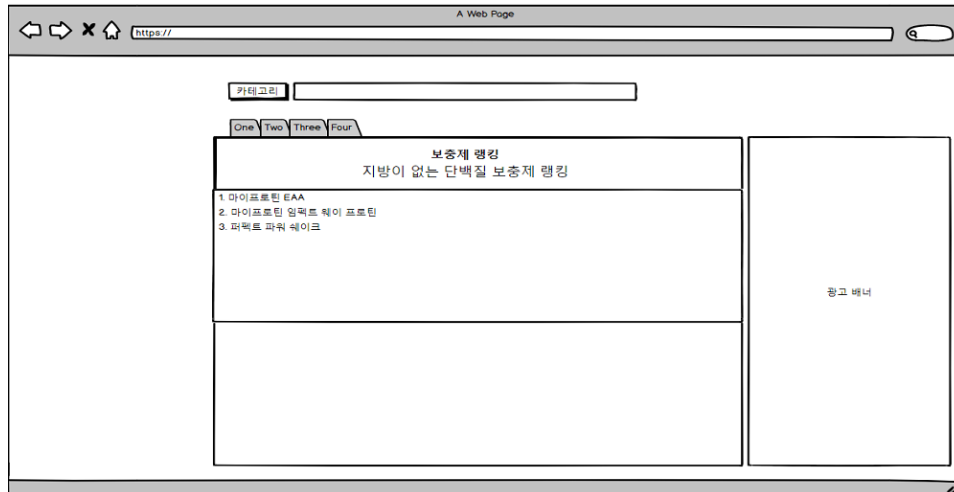 A Web Page
https://
카테고리
One Two Three Four
보충제 랭킹
지방이 없는 단백질 보충제 랭킹
1. 마이프로틴 EAA
2. 마이프로틴 임펙트 웨이 프로틴
3. 퍼펙트 파워 쉐이크
광고 배너